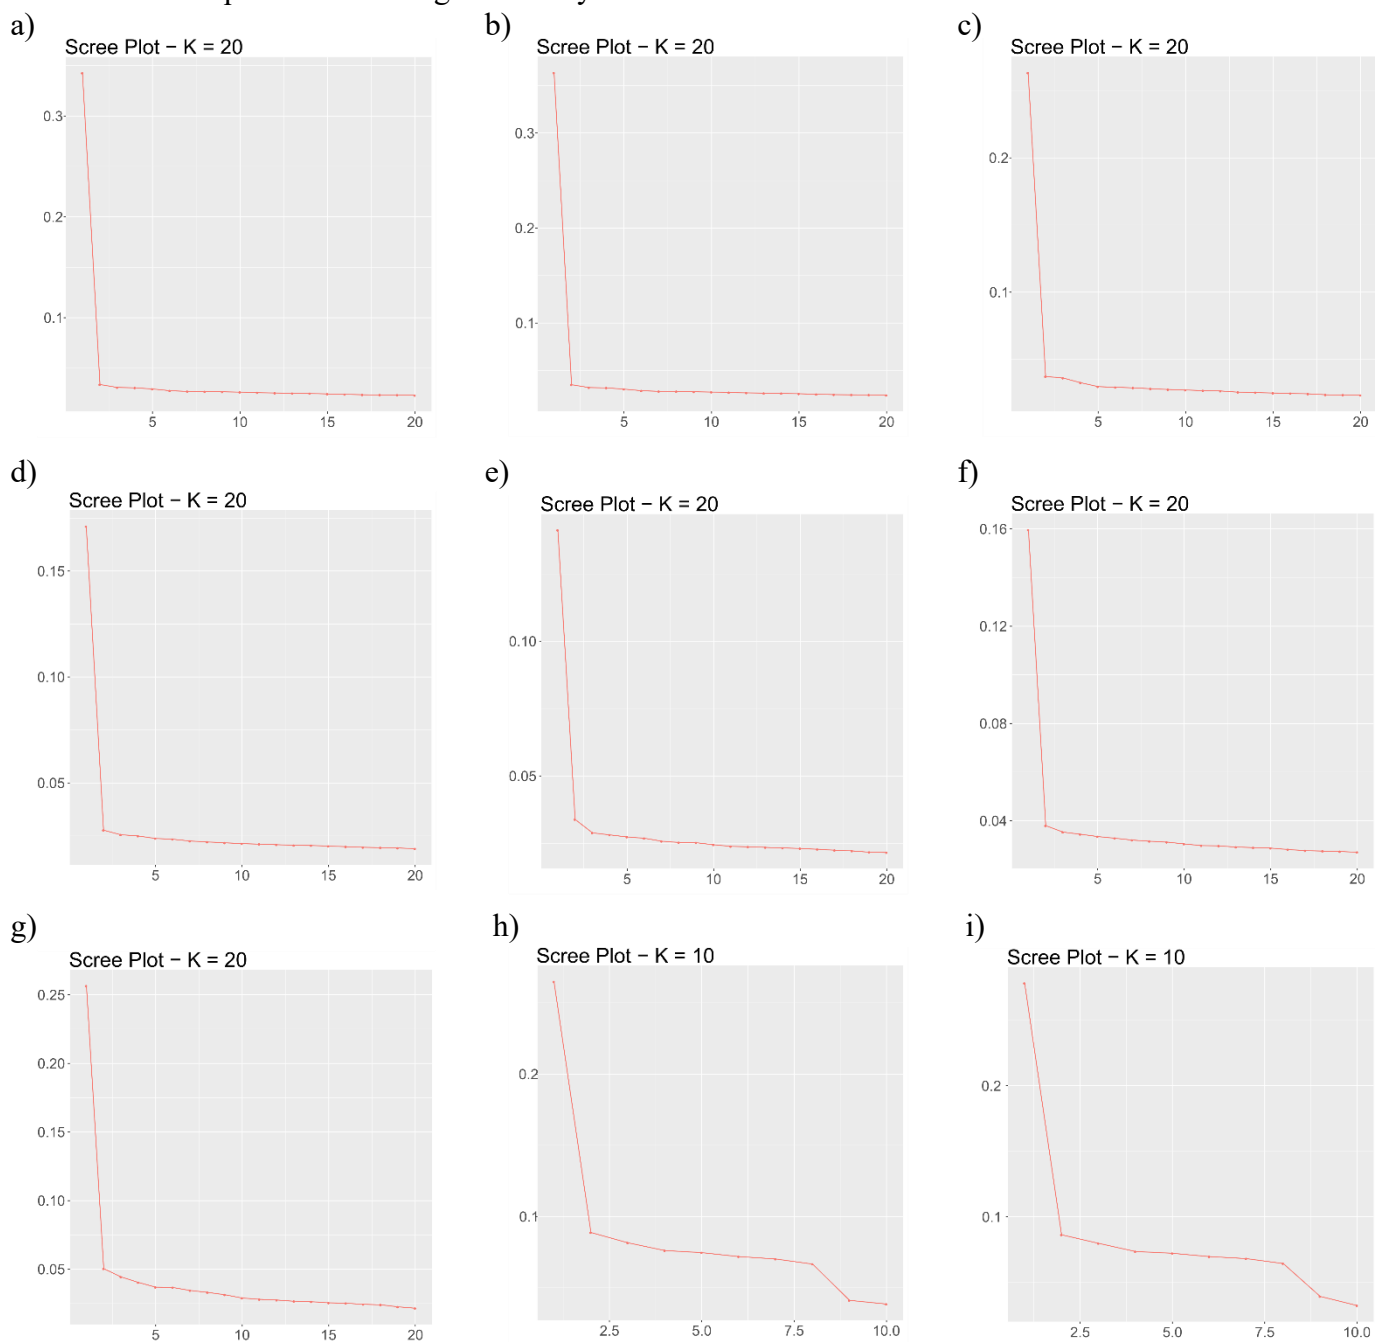 a)
Scree Plot − K = 20
0.3
0.2
0.1
5 10 15 20
b)
Scree Plot − K = 20
0.3
0.2
0.1
5 10 15 20
c)
Scree Plot − K = 20
0.2
0.1
5 10 15 20
d)
Scree Plot − K = 20
0.15
0.10
0.05
5 10 15 20
e)
Scree Plot − K = 20
0.10
0.05
5 10 15 20
f)
Scree Plot − K = 20
0.16
0.12
0.08
0.04
5 10 15 20
g)
Scree Plot − K = 20
0.25
0.20
0.15
0.10
0.05
5 10 15 20
h)
Scree Plot − K = 10
0.2
0.1
2.5 5.0 7.5 10.0
i)
Scree Plot − K = 10
0.2
0.1
2.5 5.0 7.5 10.0